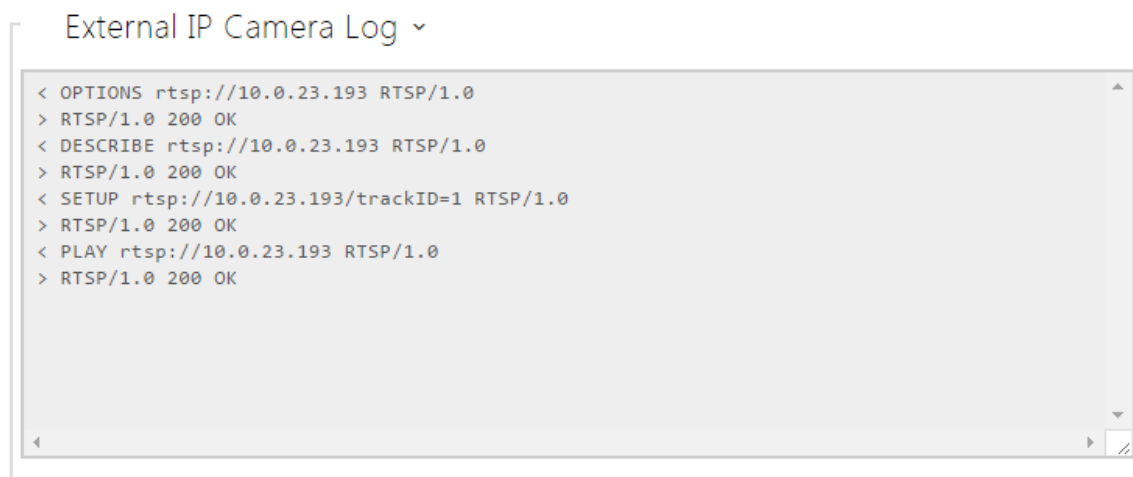 External IP Camera Log
< OPTIONS rtsp://10.0.23.193 RTSP/1.0
> RTSP/1.0 200 OK
< DESCRIBE rtsp://10.0.23.193 RTSP/1.0
> RTSP/1.0 200 OK
< SETUP rtsp://10.0.23.193/trackID=1 RTSP/1.0
> RTSP/1.0 200 OK
< PLAY rtsp://10.0.23.193 RTSP/1.0
> RTSP/1.0 200 OK